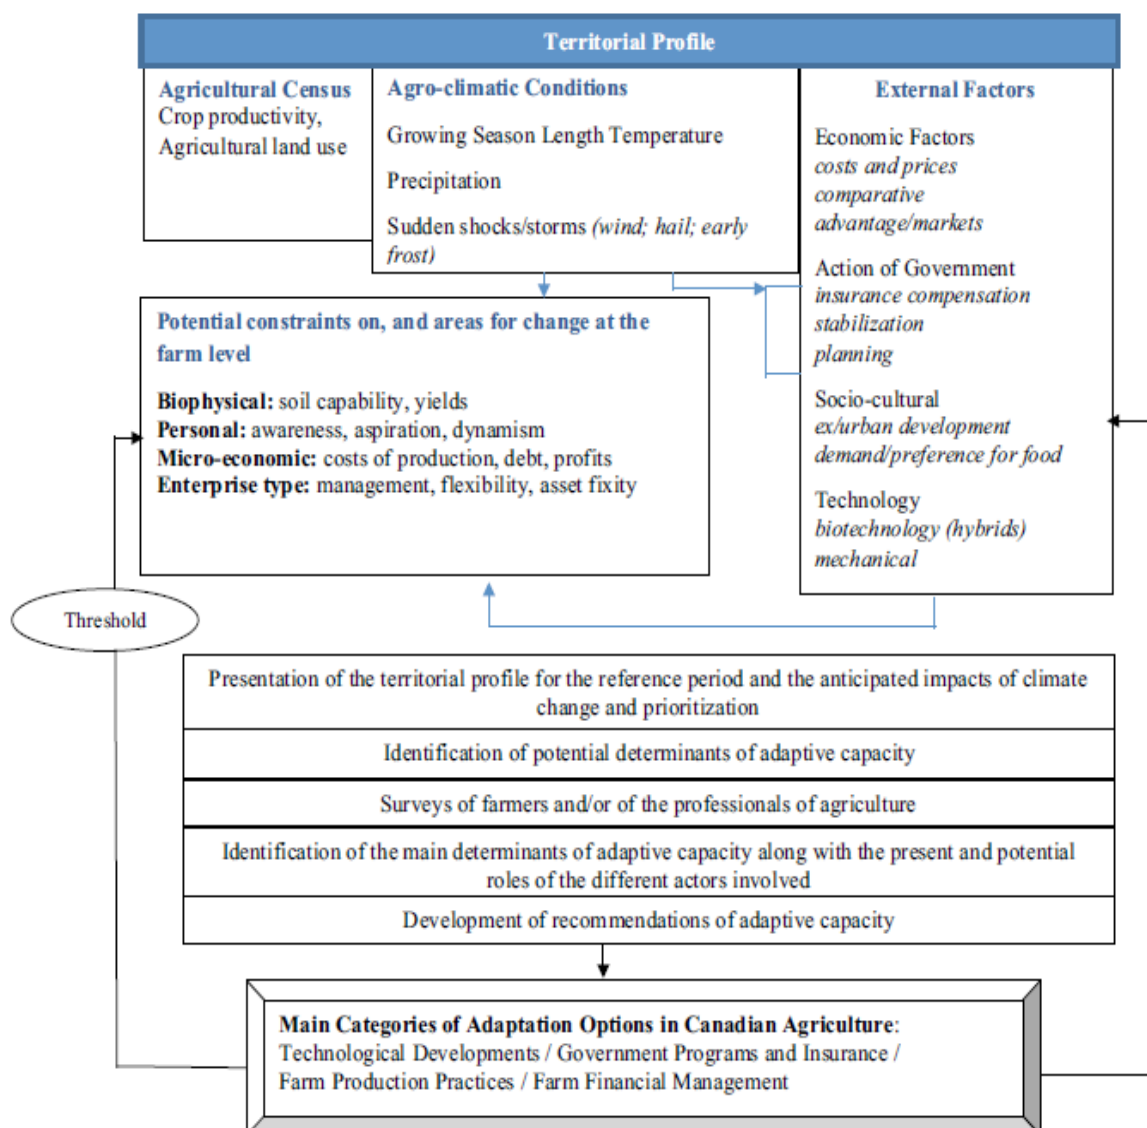 Territorial Profile
Agricultural Census
Crop productivity,
Agricultural land use
Agro-climatic Conditions
Growing Season Length Temperature
Precipitation
Sudden shocks/storms (wind; hail; early
frost)
External Factors
Economic Factors
costs and prices
comparative
advantage/markets
Action of Government
insurance compensation
stabilization
planning
Socio-cultural
ex/urban development
demand/preference for food
Technology
biotechnology (hybrids)
mechanical
Potential constraints on, and areas for change at the
farm level
Biophysical: soil capability, yields
Personal: awareness, aspiration, dynamism
Micro-economic: costs of production, debt, profits
Enterprise type: management, flexibility, asset fixity
Threshold
Presentation of the territorial profile for the reference period and the anticipated impacts of climate
change and prioritization
Identification of potential determinants of adaptive capacity
Surveys of farmers and/or of the professionals of agriculture
Identification of the main determinants of adaptive capacity along with the present and potential
roles of the different actors involved
Development of recommendations of adaptive capacity
Main Categories of Adaptation Options in Canadian Agriculture:
Technological Developments / Government Programs and Insurance /
Farm Production Practices / Farm Financial Management